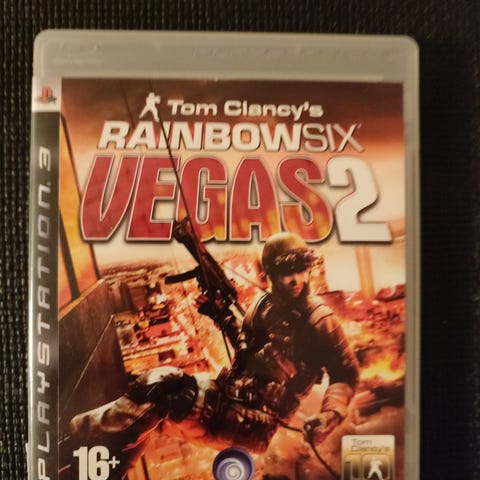 Tom Clancy's
RAINBOWSIX
VEGAS2
PLAYSTATION 3
16+
Tom
Clancy's